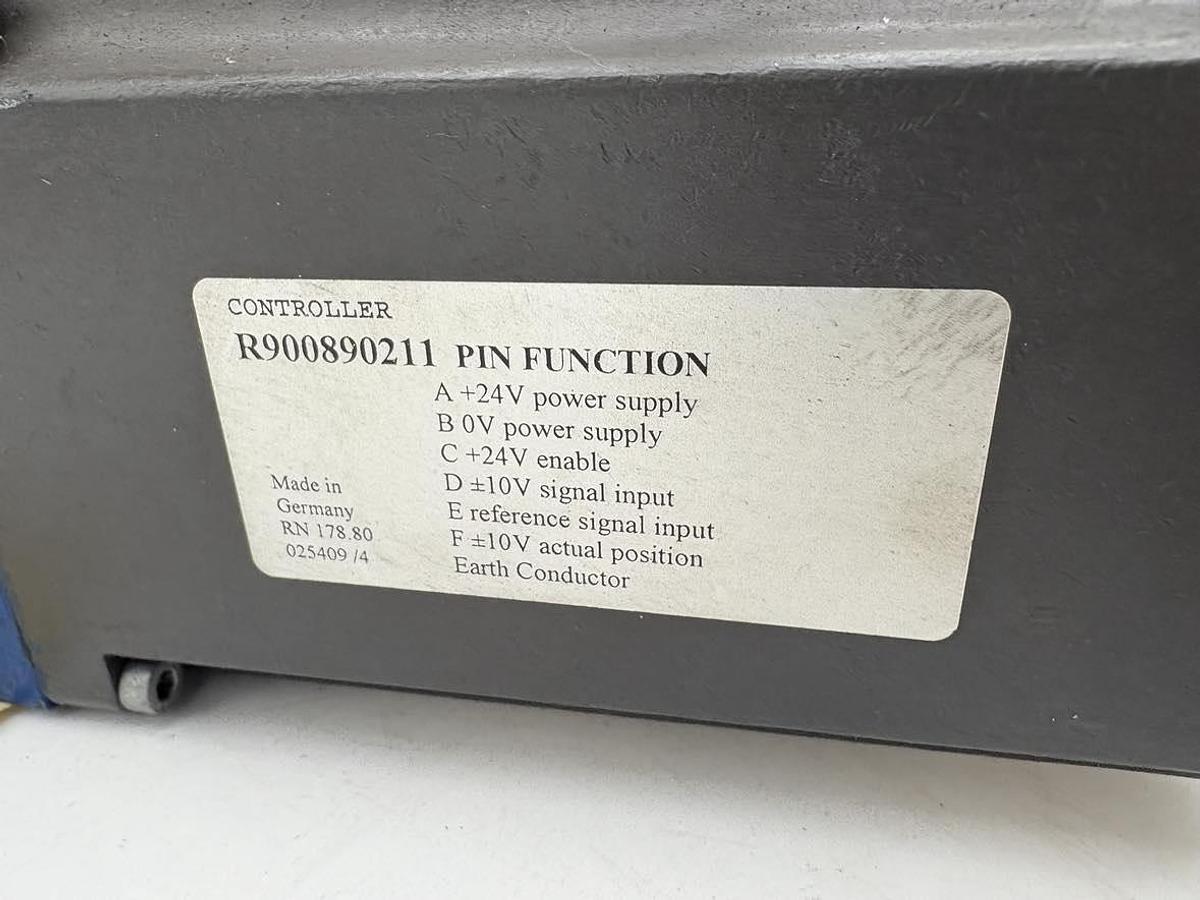 CONTROLLER
R900890211 PIN FUNCTION
A +24V power supply
B 0V power supply
C +24V enable
D ±10V signal input
E reference signal input
F ±10V actual position
Earth Conductor
Made in
Germany
RN 178.80
025409 /4